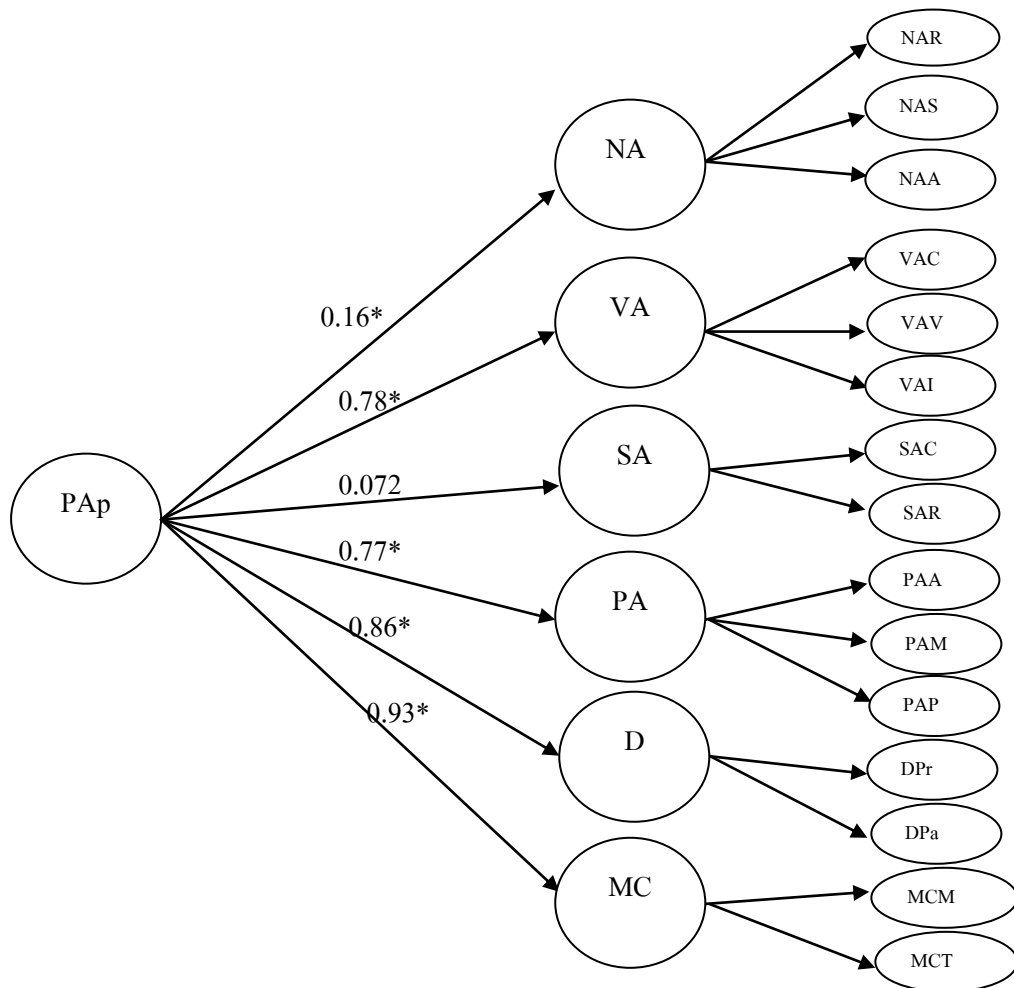 NAR
NAS
NA
NAA
VAC
VA
VAV
0.16*
VAI
0.78*
SAC
SA
0.072
PAp
SAR
0.77*
PAA
PA
0.86*
PAM
PAP
0.93*
D
DPr
DPa
MC
MCM
MCT